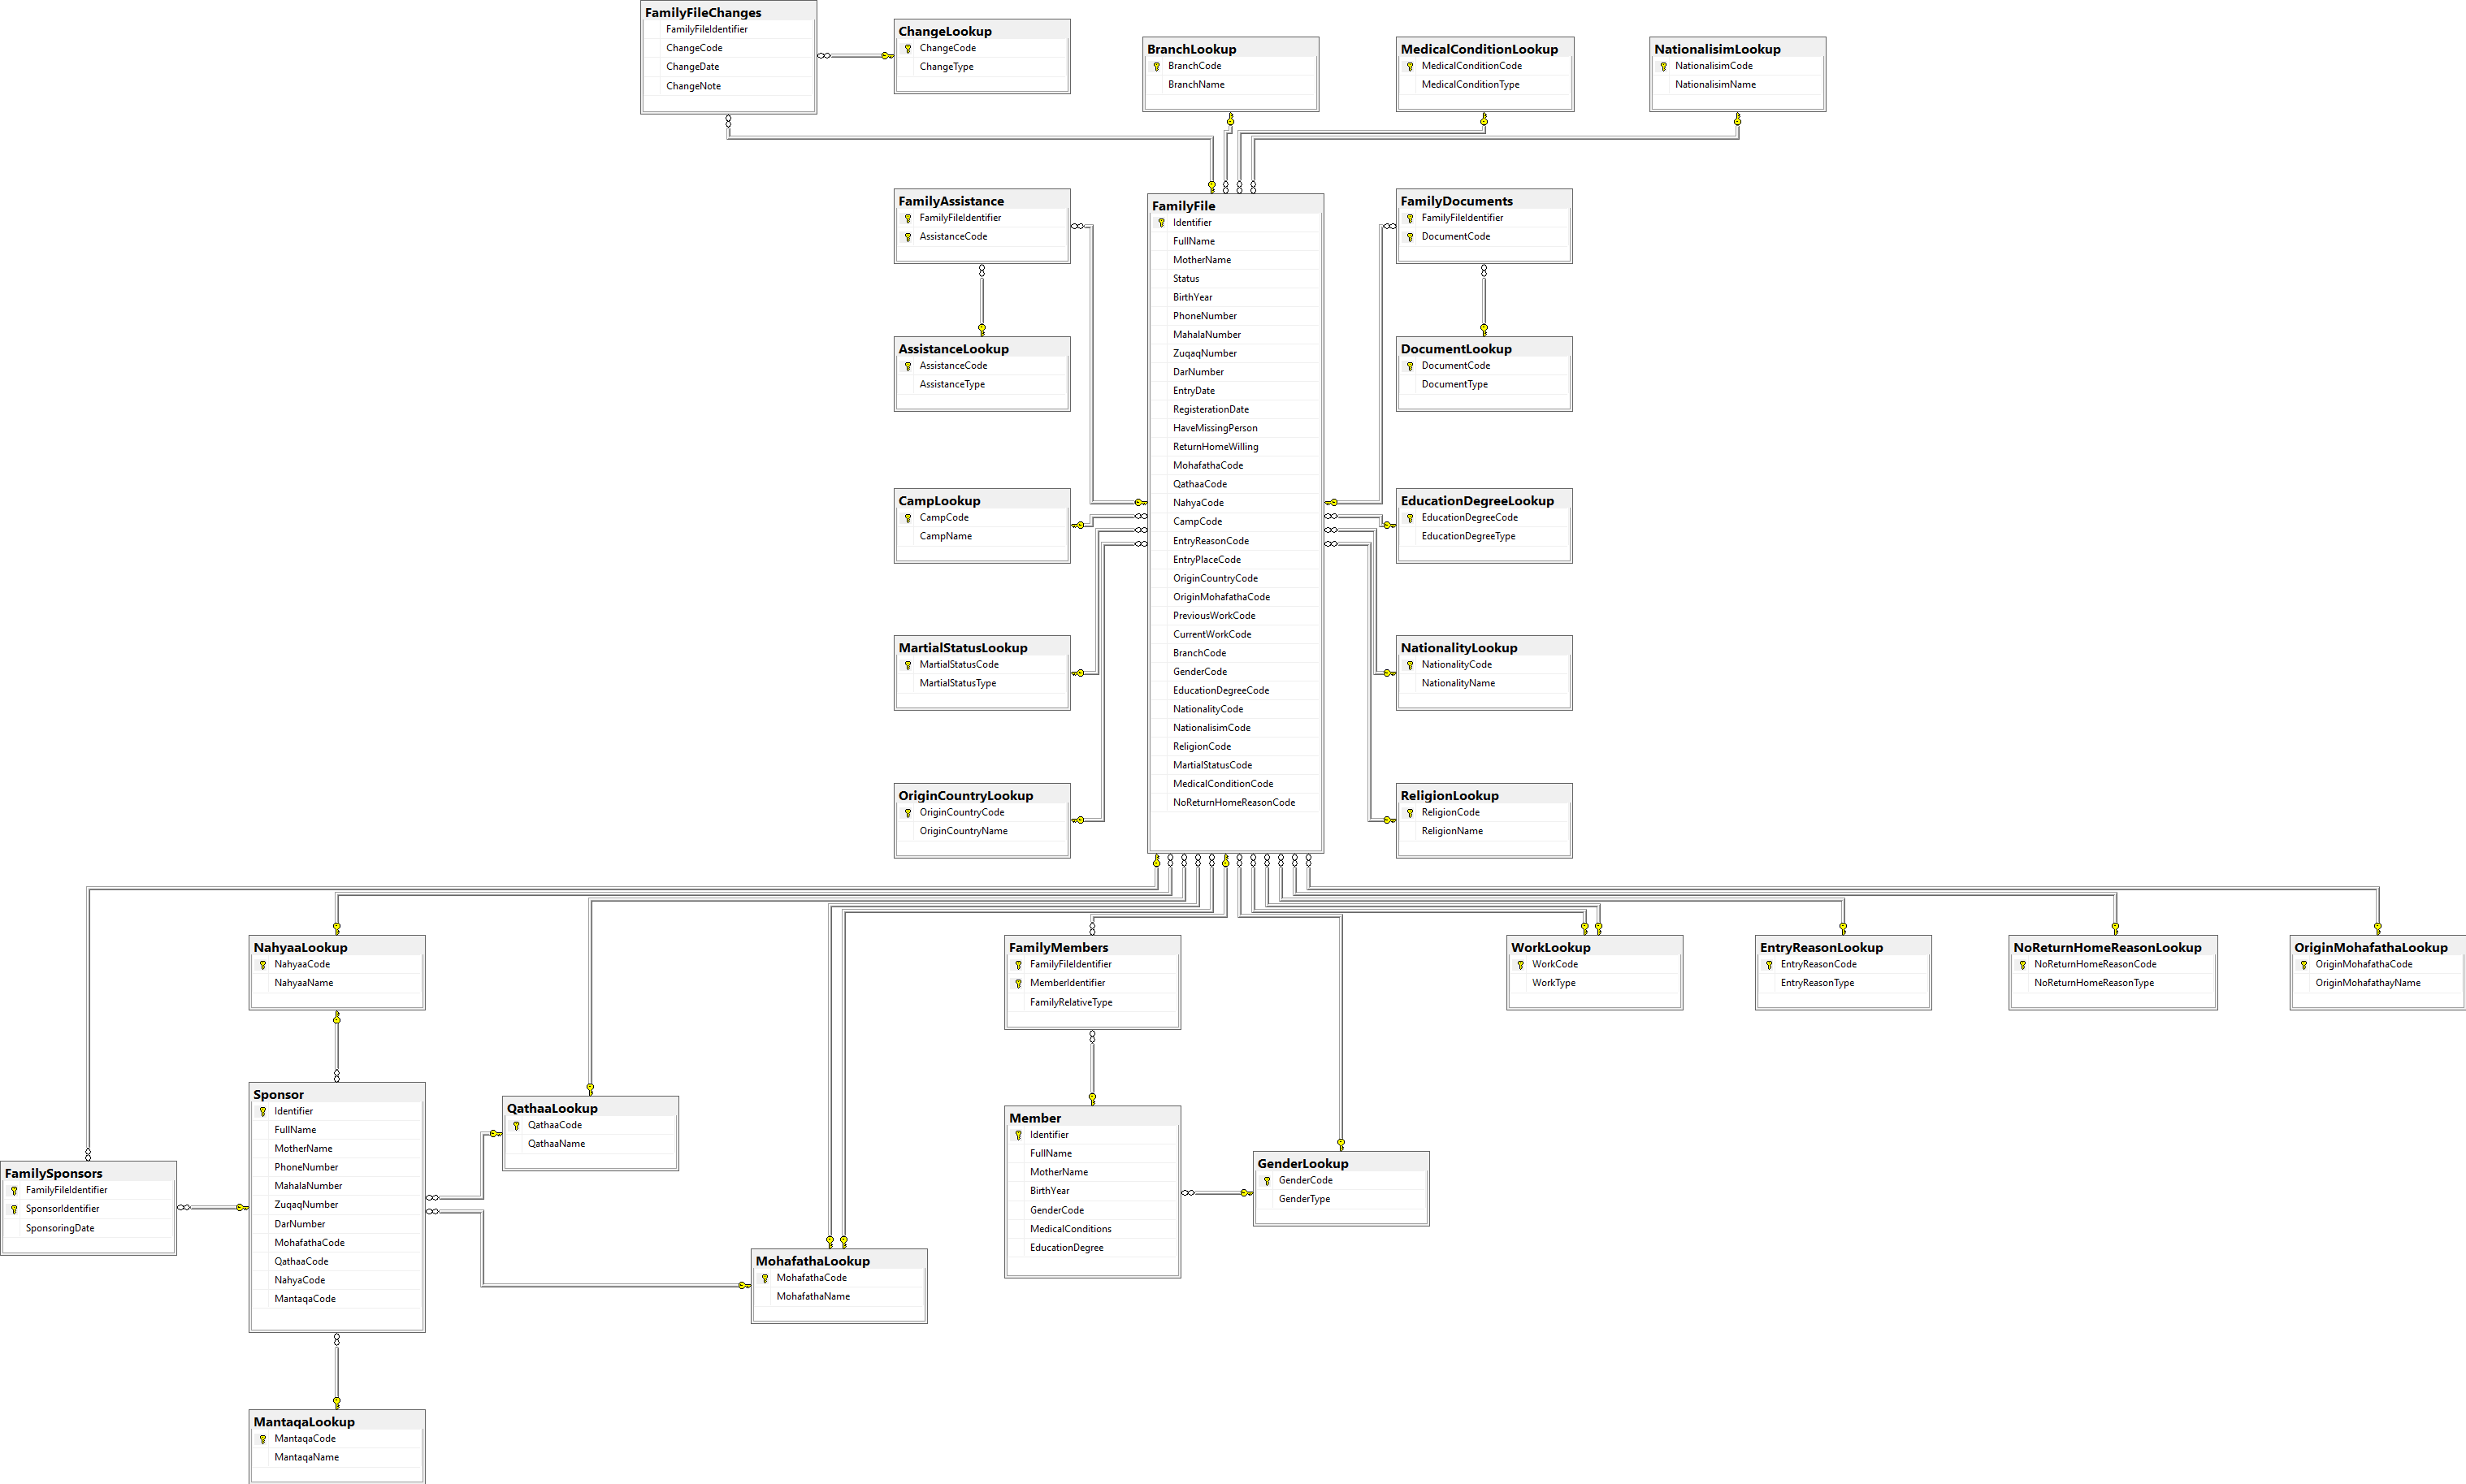 FamilyFileChanges
FamilyFileIdentifier
ChangeCode
ChangeDate
ChangeNote
ChangeLookup
ChangeCode
ChangeType
BranchLookup
BranchCode
BranchName
MedicalConditionLookup
MedicalConditionCode
MedicalConditionType
NationalisimLookup
NationalisimCode
NationalisimName
FamilyAssistance
FamilyFileIdentifier
AssistanceCode
FamilyFile
Identifier
FullName
MotherName
Status
BirthYear
PhoneNumber
MahalaNumber
ZuqaqNumber
DarNumber
EntryDate
RegisterationDate
HaveMissingPerson
ReturnHomeWilling
MohafathaCode
QathaaCode
NahyaCode
CampCode
EntryReasonCode
EntryPlaceCode
OriginCountryCode
OriginMohafathaCode
PreviousWorkCode
CurrentWorkCode
BranchCode
GenderCode
EducationDegreeCode
NationalityCode
NationalisimCode
ReligionCode
MartialStatusCode
MedicalConditionCode
NoReturnHomeReasonCode
FamilyDocuments
FamilyFileIdentifier
DocumentCode
AssistanceLookup
AssistanceCode
AssistanceType
DocumentLookup
DocumentCode
DocumentType
CampLookup
CampCode
CampName
EducationDegreeLookup
EducationDegreeCode
EducationDegreeType
MartialStatusLookup
MartialStatusCode
MartialStatusType
NationalityLookup
NationalityCode
NationalityName
OriginCountryLookup
OriginCountryCode
OriginCountryName
ReligionLookup
ReligionCode
ReligionName
NahyaaLookup
NahyaaCode
NahyaaName
FamilyMembers
FamilyFileIdentifier
MemberIdentifier
FamilyRelativeType
WorkLookup
WorkCode
WorkType
EntryReasonLookup
EntryReasonCode
EntryReasonType
NoReturnHomeReasonLookup
NoReturnHomeReasonCode
NoReturnHomeReasonType
OriginMohafathaLookup
OriginMohafathaCode
OriginMohafathayName
Sponsor
Identifier
FullName
MotherName
PhoneNumber
MahalaNumber
ZuqaqNumber
DarNumber
MohafathaCode
QathaaCode
NahyaCode
MantaqaCode
QathaaLookup
QathaaCode
QathaaName
Member
Identifier
FullName
MotherName
BirthYear
GenderCode
MedicalConditions
EducationDegree
GenderLookup
GenderCode
GenderType
FamilySponsors
FamilyFileIdentifier
SponsorIdentifier
SponsoringDate
MohafathaLookup
MohafathaCode
MohafathaName
MantaqaLookup
MantaqaCode
MantaqaName